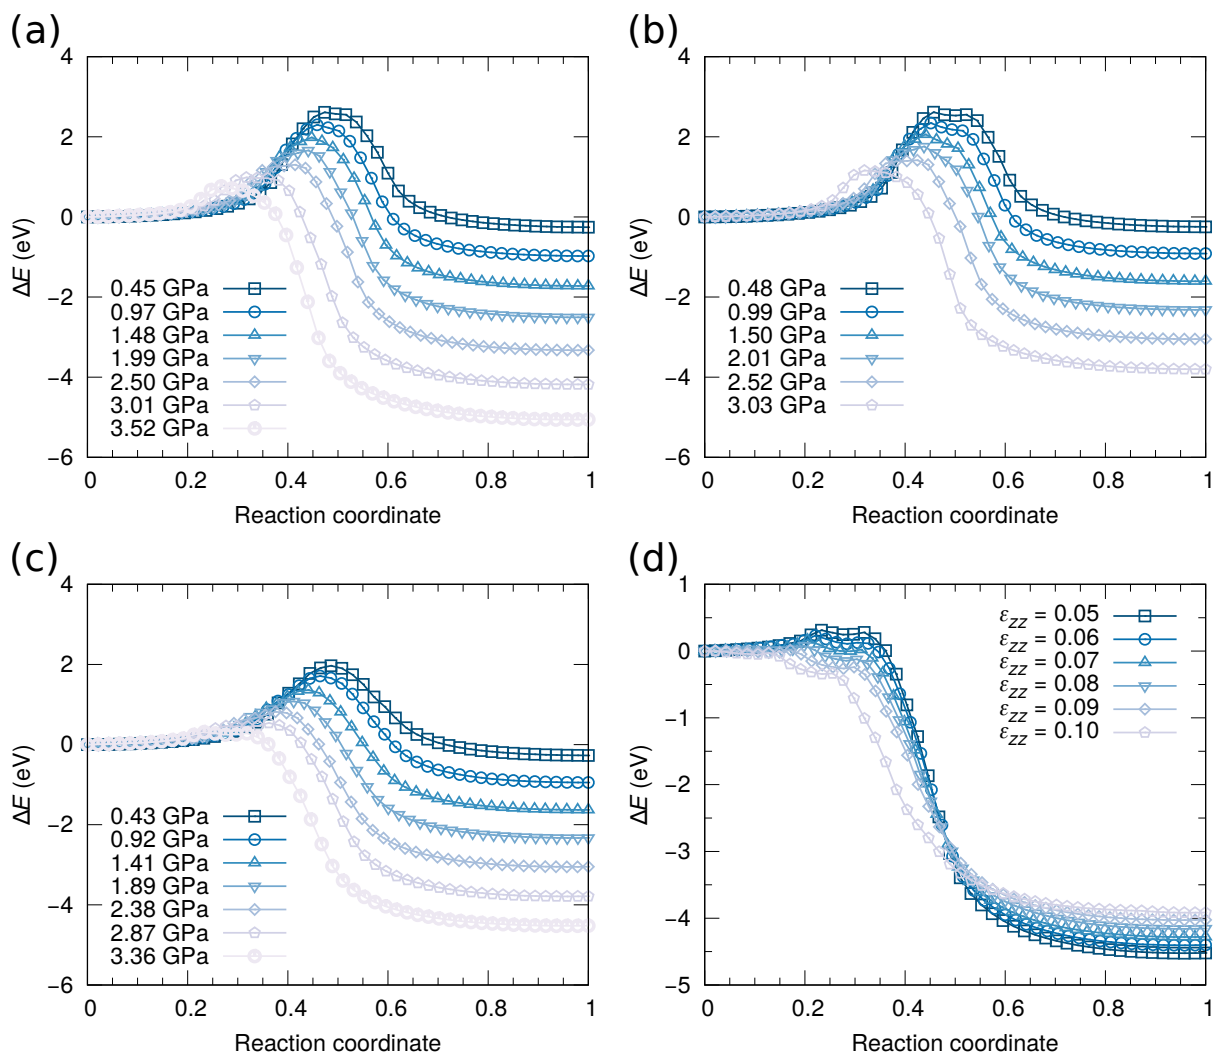 (a)
4
2
0
−2
−4
−6
ΔE (eV)
0.45 GPa
0.97 GPa
1.48 GPa
1.99 GPa
2.50 GPa
3.01 GPa
3.52 GPa
0 0.2 0.4 0.6 0.8 1
Reaction coordinate
(b)
4
2
0
−2
−4
−6
ΔE (eV)
0.48 GPa
0.99 GPa
1.50 GPa
2.01 GPa
2.52 GPa
3.03 GPa
0 0.2 0.4 0.6 0.8 1
Reaction coordinate
(c)
4
2
0
−2
−4
−6
ΔE (eV)
0.43 GPa
0.92 GPa
1.41 GPa
1.89 GPa
2.38 GPa
2.87 GPa
3.36 GPa
0 0.2 0.4 0.6 0.8 1
Reaction coordinate
(d)
1
0
−1
−2
−3
−4
−5
ΔE (eV)
εzz = 0.05
εzz = 0.06
εzz = 0.07
εzz = 0.08
εzz = 0.09
εzz = 0.10
0 0.2 0.4 0.6 0.8 1
Reaction coordinate